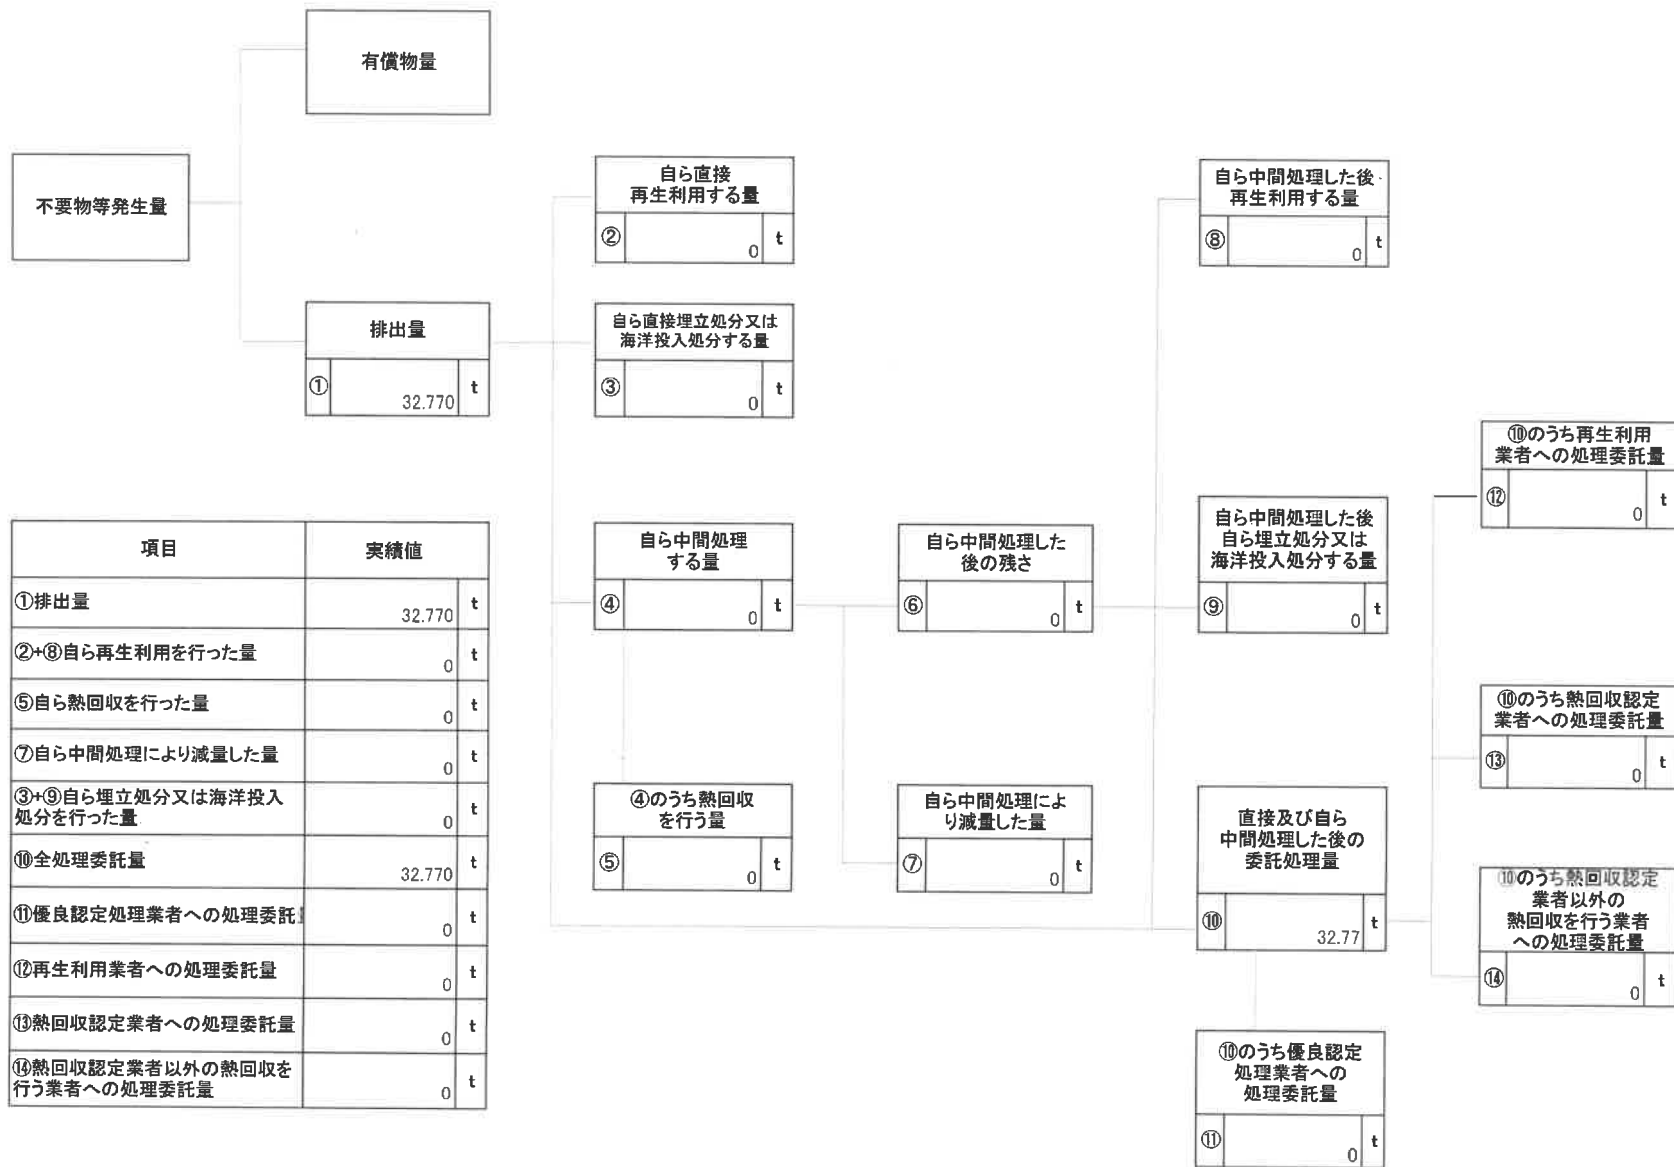 有償物量
不要物等発生量
排出量
① 32.770 t
自ら直接
再生利用する量
② 0 t
自ら直接埋立処分又は
海洋投入処分する量
③ 0 t
自ら中間処理
する量
④ 0 t
④のうち熱回収
を行う量
⑤ 0 t
自ら中間処理した
後の残さ
⑥ 0 t
自ら中間処理によ
り減量した量
⑦ 0 t
自ら中間処理した後
再生利用する量
⑧ 0 t
自ら中間処理した後
自ら埋立処分又は
海洋投入処分する量
⑨ 0 t
直接及び自ら
中間処理した後の
委託処理量
⑩ 32.77 t
⑩のうち優良認定
処理業者への
処理委託量
⑪ 0 t
⑩のうち再生利用
業者への処理委託量
⑫ 0 t
⑩のうち熱回収認定
業者への処理委託量
⑬ 0 t
⑩のうち熱回収認定
業者以外の
熱回収を行う業者
への処理委託量
⑭ 0 t
項目 実績値
①排出量 32.770 t
②+⑧自ら再生利用を行った量 0 t
⑤自ら熱回収を行った量 0 t
⑦自ら中間処理により減量した量 0 t
③+⑨自ら埋立処分又は海洋投入
処分を行った量 0 t
⑩全処理委託量 32.770 t
⑪優良認定処理業者への処理委託 0 t
⑫再生利用業者への処理委託量 0 t
⑬熱回収認定業者への処理委託量 0 t
⑭熱回収認定業者以外の熱回収を
行う業者への処理委託量 0 t